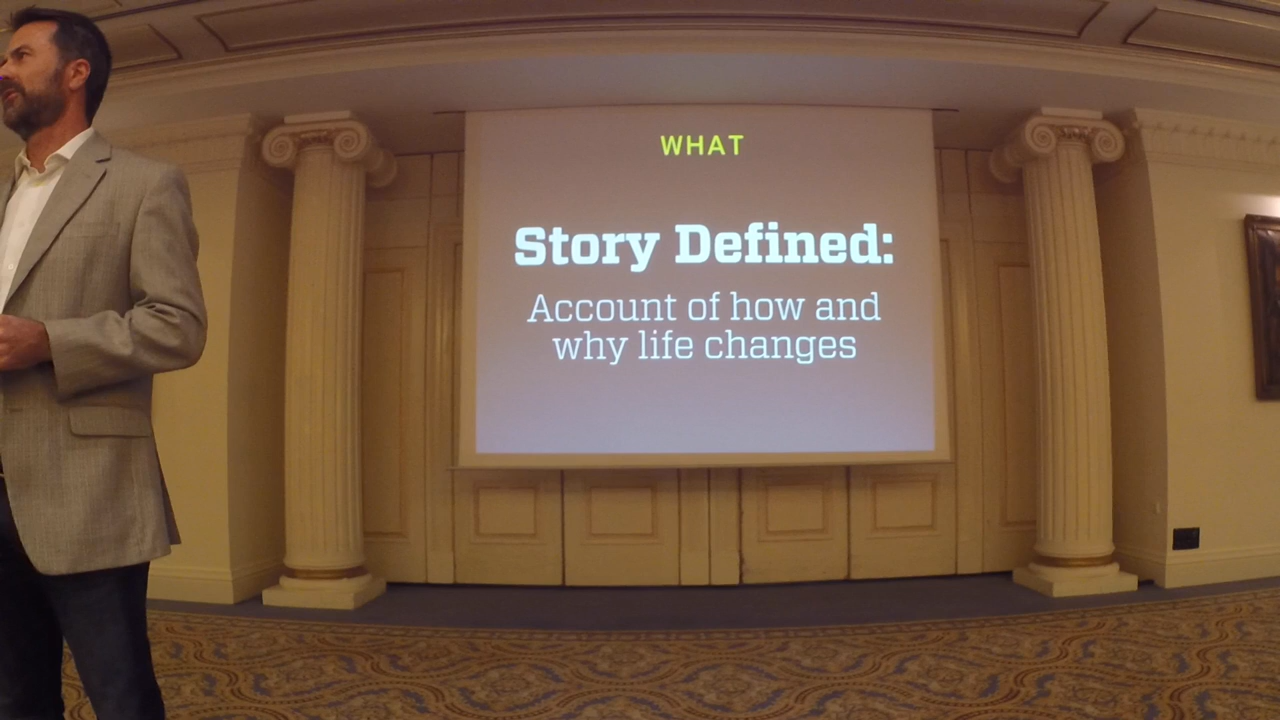 WHAT
Story Defined:
Account of how and
why life changes